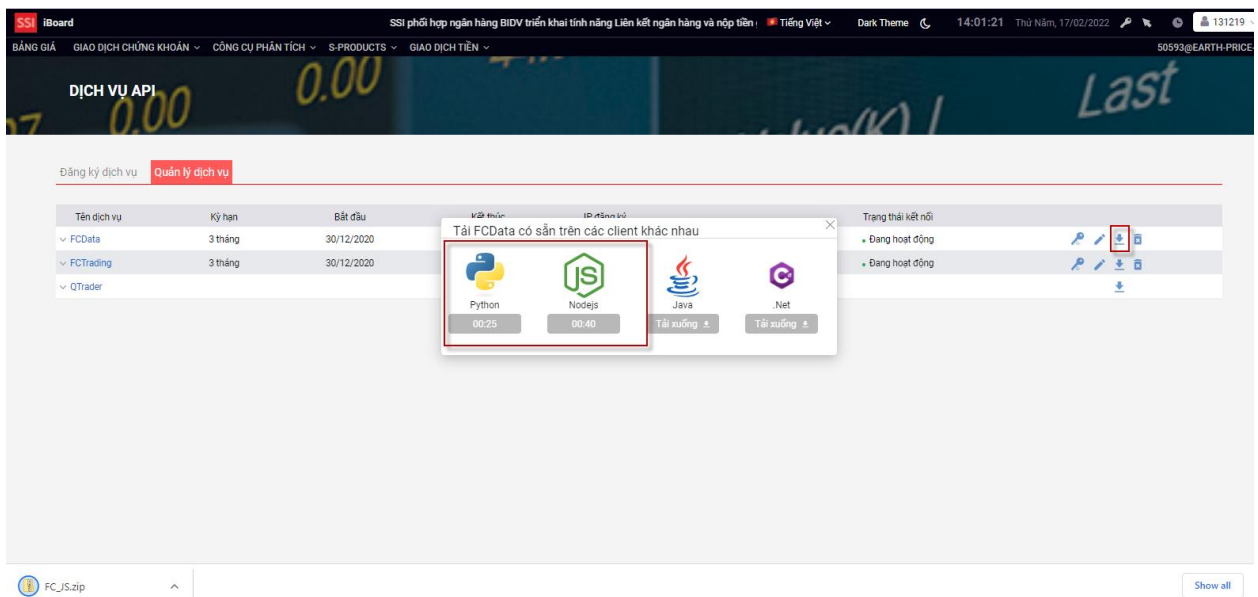 SSI iBoard SSI phối hợp ngân hàng BIDV triển khai tính năng Liên kết ngân hàng và nộp tiền Tiếng Việt Dark Theme 14:01:21 Thứ Năm, 17/02/2022 131219
BẢNG GIÁ GIAO DỊCH CHỨNG KHOÁN CÔNG CỤ PHÂN TÍCH S-PRODUCTS GIAO DỊCH TIỀN 50593@EARTH-PRICE-
DỊCH VỤ API
0.00
0.00
Last
Đăng ký dịch vụ Quản lý dịch vụ
Tên dịch vụ Kỳ hạn Bắt đầu Kết thúc IP đăng ký Trạng thái kết nối
FCData 3 tháng 30/12/2020 Đang hoạt động
FCTrading 3 tháng 30/12/2020 Đang hoạt động
QTrader
Tải FCData có sẵn trên các client khác nhau
Python Nodejs Java .Net
00:25 00:40 Tải xuống Tải xuống
FC_JS.zip Show all